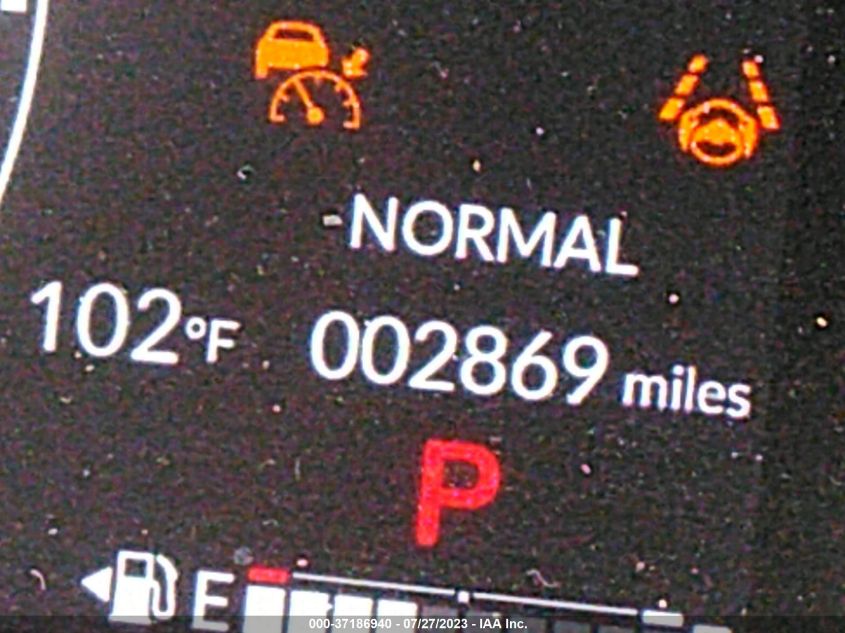 NORMAL
102°F 002869 miles
P
E
000-37186940 - 07/27/2023 - IAA Inc.